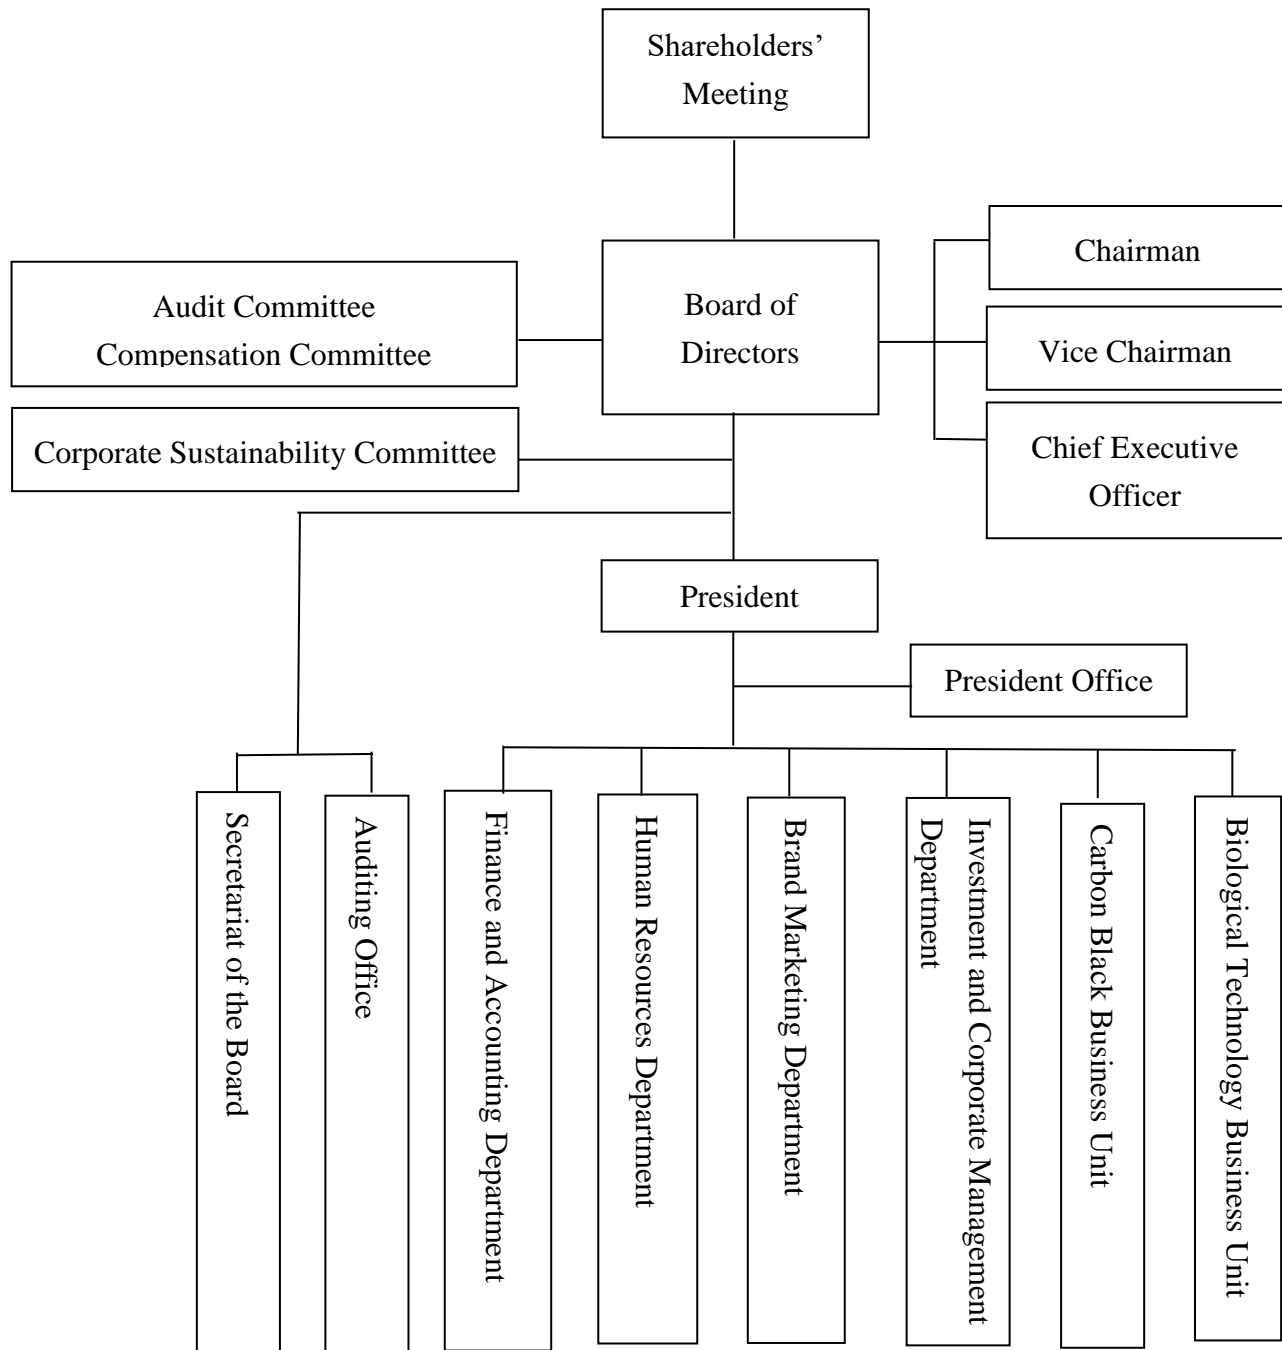 Shareholders’
Meeting
Chairman
Audit Committee
Compensation Committee
Board of
Directors
Vice Chairman
Corporate Sustainability Committee
Chief Executive
Officer
President
President Office
Secretariat of the Board
Auditing Office
Finance and Accounting Department
Human Resources Department
Brand Marketing Department
Investment and Corporate Management
Department
Carbon Black Business Unit
Biological Technology Business Unit